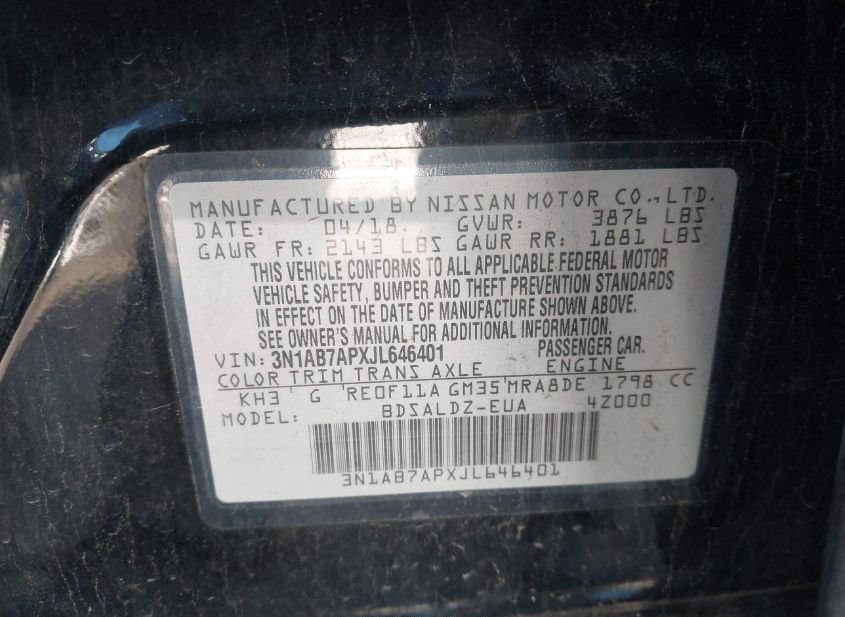 MANUFACTURED BY NISSAN MOTOR CO., LTD.
DATE: 04/18 GVWR: 3876 LBS
GAWR FR: 2143 LBS GAWR RR: 1881 LBS
THIS VEHICLE CONFORMS TO ALL APPLICABLE FEDERAL MOTOR
VEHICLE SAFETY, BUMPER AND THEFT PREVENTION STANDARDS
IN EFFECT ON THE DATE OF MANUFACTURE SHOWN ABOVE.
SEE OWNER'S MANUAL FOR ADDITIONAL INFORMATION.
VIN: 3N1AB7APXJL646401 PASSENGER CAR.
COLOR TRIM TRANS AXLE ENGINE
KH3 G RE0F11A GM35 MRA8DE 1798 CC
MODEL: BDSALDZ-EUA 4Z000
3N1AB7APXJL646401